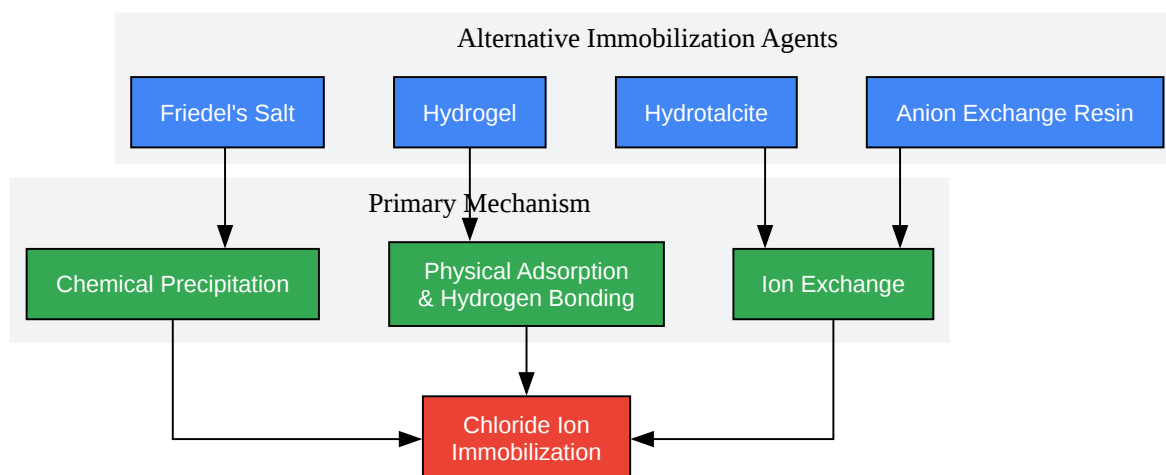 Alternative Immobilization Agents
Friedel's Salt
Hydrogel
Hydrotalcite
Anion Exchange Resin
Primary Mechanism
Chemical Precipitation
Physical Adsorption
& Hydrogen Bonding
Ion Exchange
Chloride Ion
Immobilization